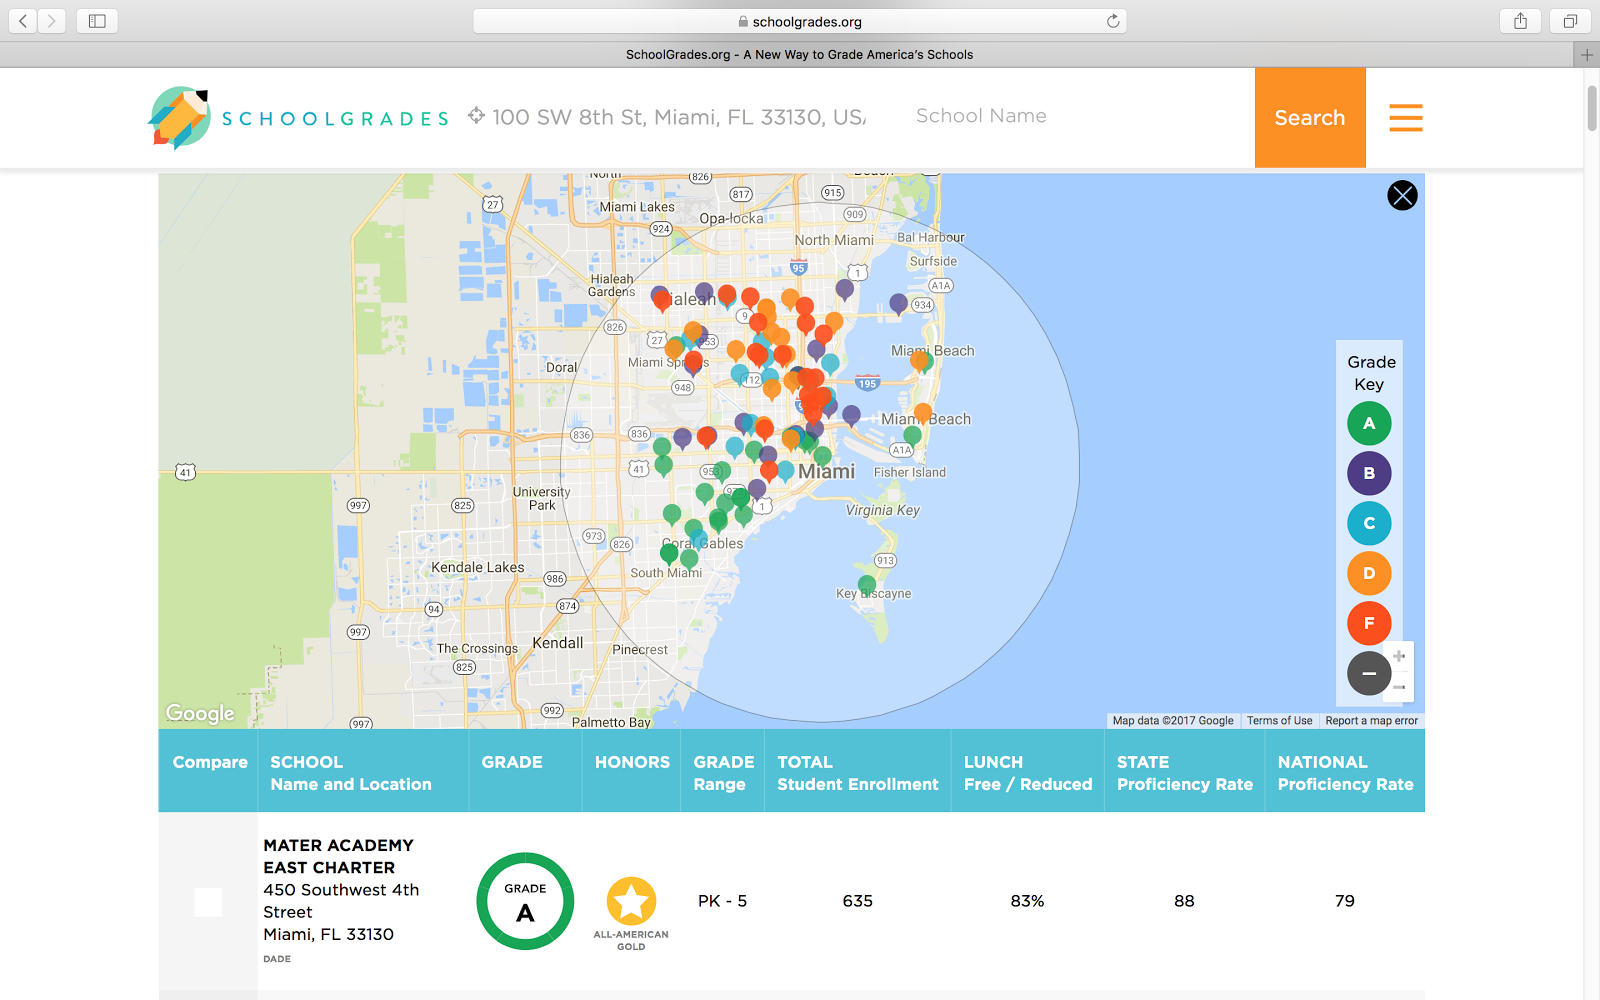 schoolgrades.org
SchoolGrades.org - A New Way to Grade America's Schools
SCHOOLGRADES
100 SW 8th St, Miami, FL 33130, US
School Name
Search
North
826
817
915
27
Miami Lakes
Opa-locka
909
924
North Miami
Bal Harbour
95
1
Surfside
Hialeah
Gardens
A1A
ialeah
934
9
826
27
953
Miami Beach
Miami Springs
Doral
112
195
948
Miami Beach
836
836
A1A
41
41
953
Miami
Fisher Island
University
Park
997
825
1
Virginia Key
973
826
Coral Gables
913
Kendale Lakes
South Miami
986
Key Biscayne
94
874
997
The Crossings
Kendall
Pinecrest
825
992
997
Palmetto Bay
Google
Map data ©2017 Google
Terms of Use
Report a map error
Grade
Key
A
B
C
D
F
Compare
SCHOOL
Name and Location
GRADE
HONORS
GRADE
Range
TOTAL
Student Enrollment
LUNCH
Free / Reduced
STATE
Proficiency Rate
NATIONAL
Proficiency Rate
MATER ACADEMY
EAST CHARTER
450 Southwest 4th
Street
Miami, FL 33130
DADE
GRADE
A
ALL-AMERICAN
GOLD
PK - 5
635
83%
88
79